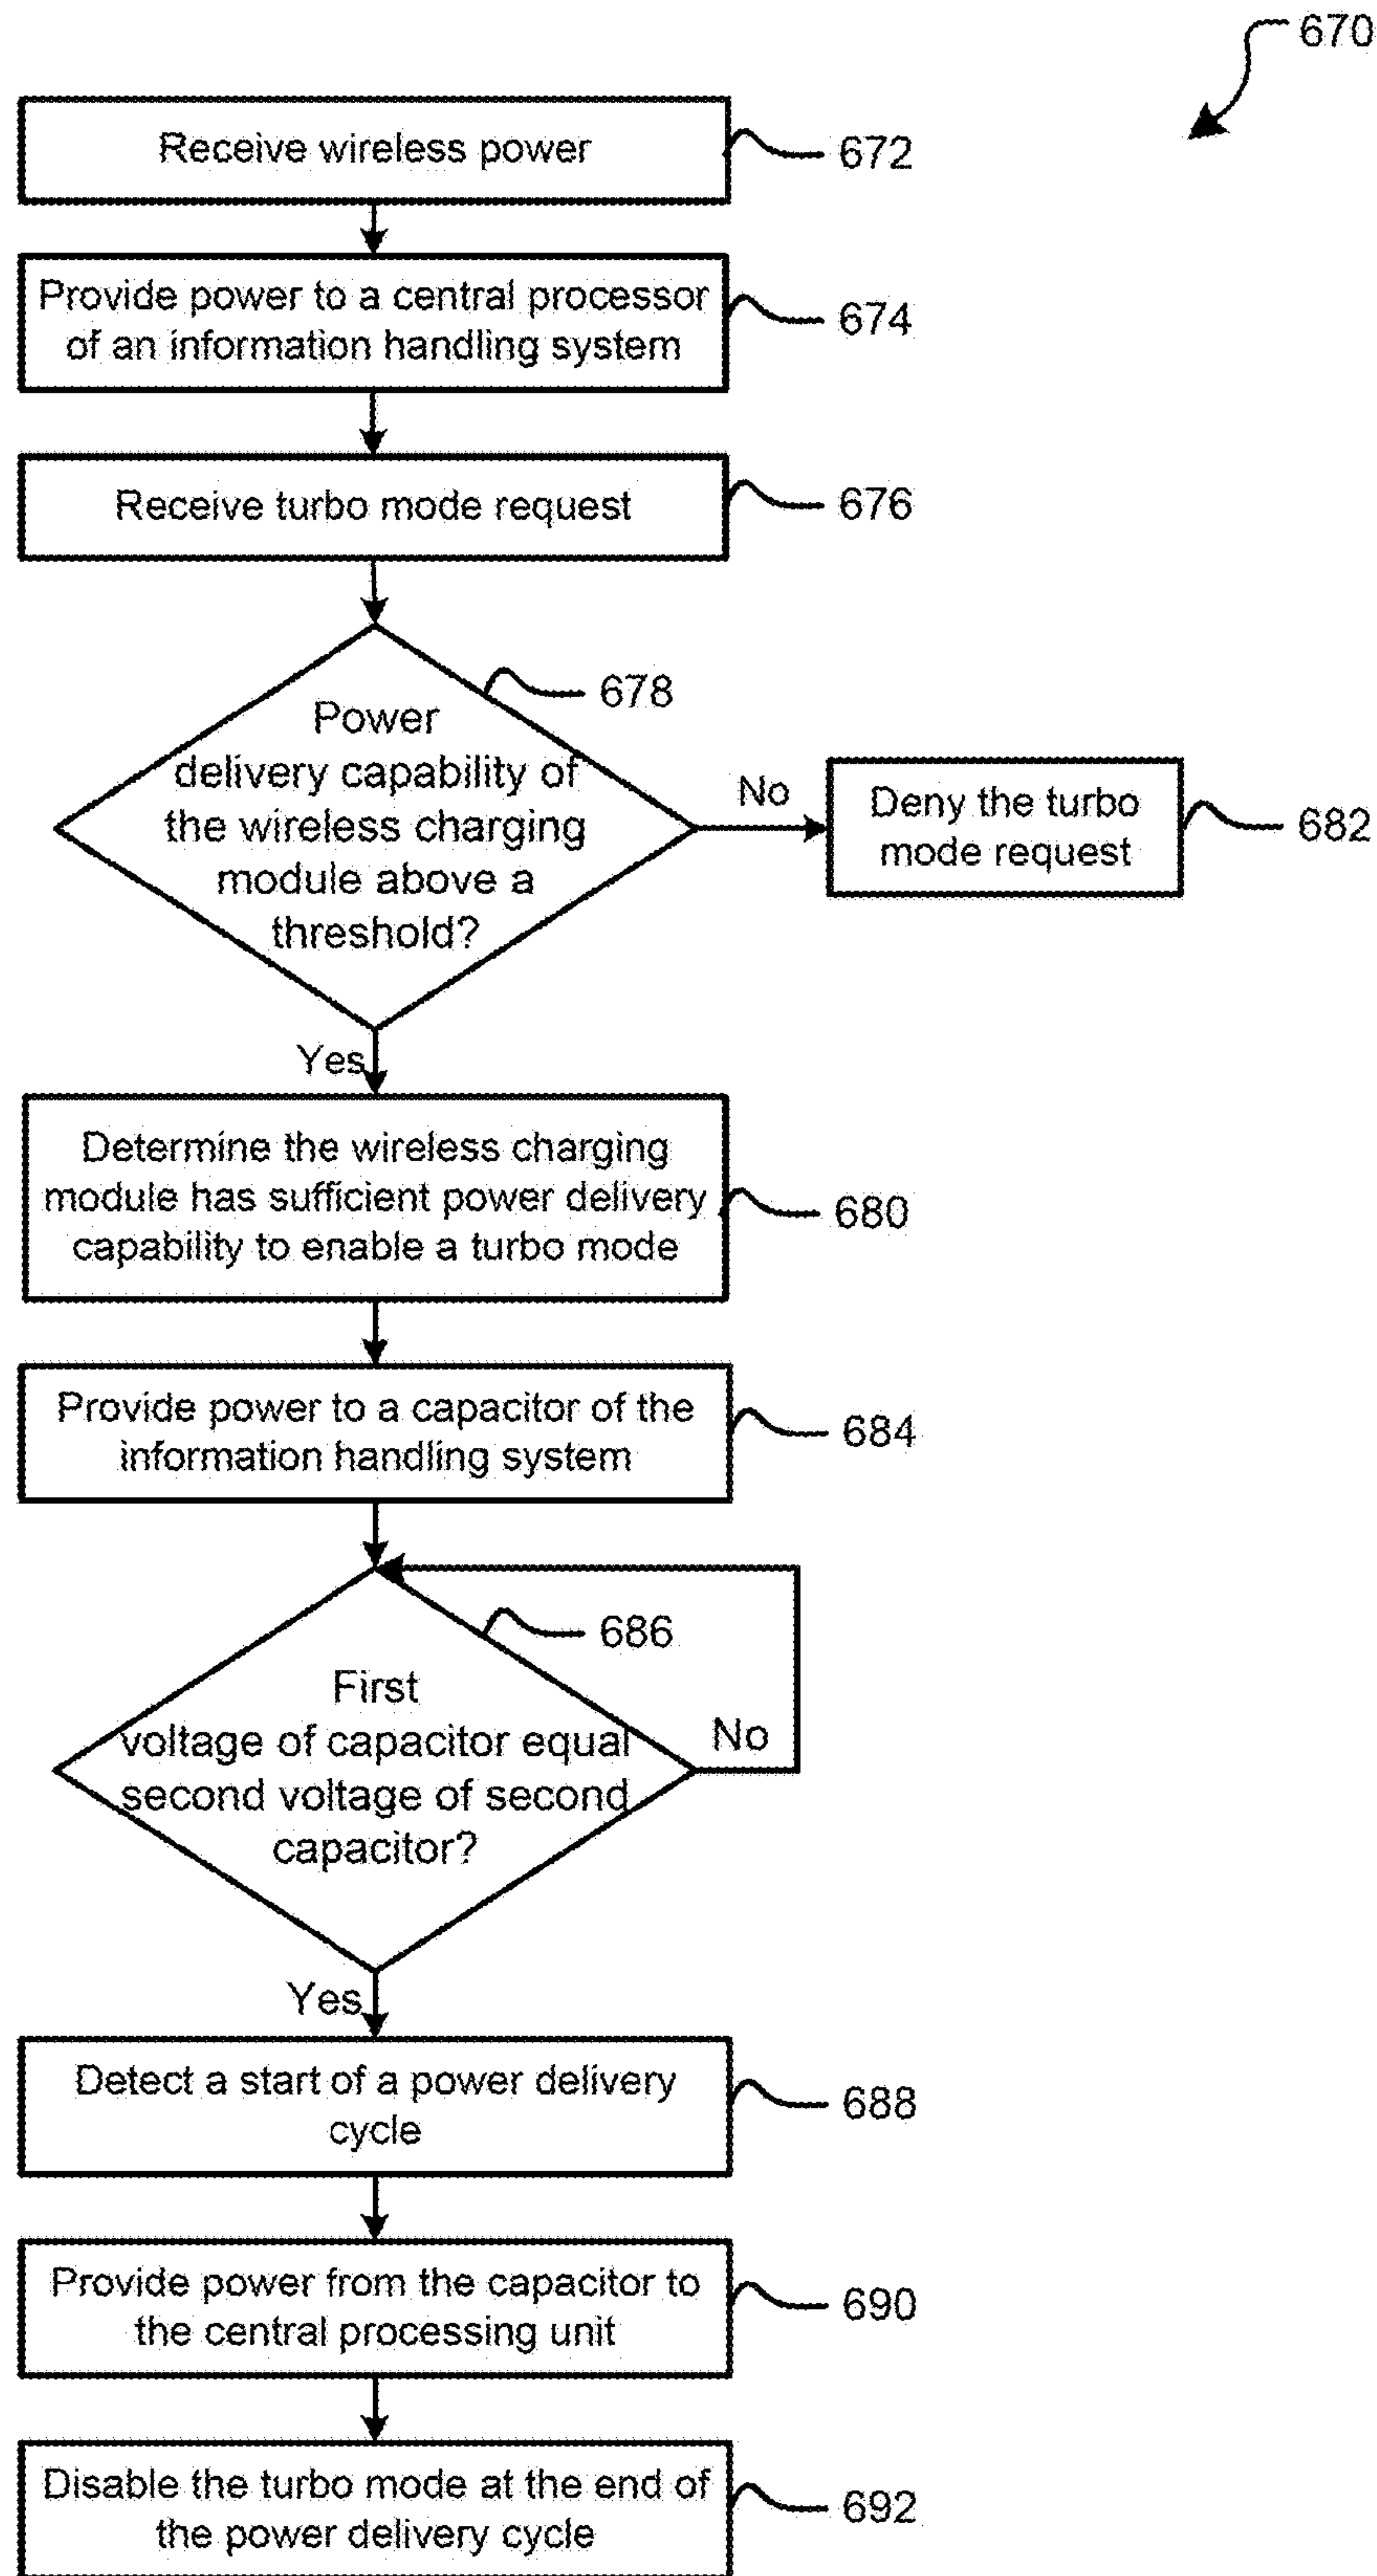 670
Receive wireless power
672
Provide power to a central processor
of an information handling system
674
Receive turbo mode request
676
678
Power
delivery capability of
the wireless charging
module above a
threshold?
No
Deny the turbo
mode request
682
Yes
Determine the wireless charging
module has sufficient power delivery
capability to enable a turbo mode
680
Provide power to a capacitor of the
information handling system
684
686
First
voltage of capacitor equal
second voltage of second
capacitor?
No
Yes
Detect a start of a power delivery
cycle
688
Provide power from the capacitor to
the central processing unit
690
Disable the turbo mode at the end of
the power delivery cycle
692